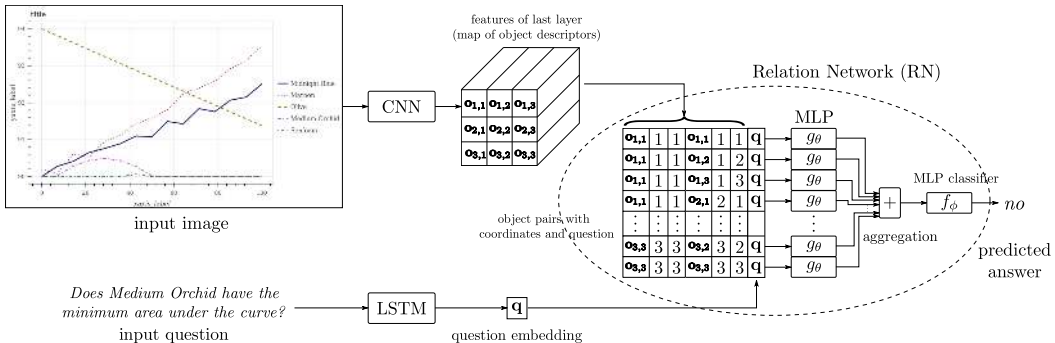 title
Midnight Blue
Maroon
Olive
Medium Orchid
features of last layer
(map of object descriptors)
Relation Network (RN)
CNN
o1,1 o1,2 o1,3
o2,1 o2,2 o2,3
o3,1 o3,2 o3,3
MLP
o1,1 1 1 o1,1 1 1 q gθ
o1,1 1 1 o1,2 1 2 q gθ
o1,1 1 1 o1,3 1 3 q gθ
o1,1 1 1 o2,1 2 1 q gθ
⋮ ⋮ ⋮ ⋮ ⋮ ⋮ ⋮ ⋮
o3,3 3 3 o3,2 3 2 q gθ
o3,3 3 3 o3,3 3 3 q gθ
MLP classifier
+ fϕ no
aggregation
predicted
answer
object pairs with
coordinates and question
input image
Does Medium Orchid have the
minimum area under the curve?
input question
LSTM
q
question embedding